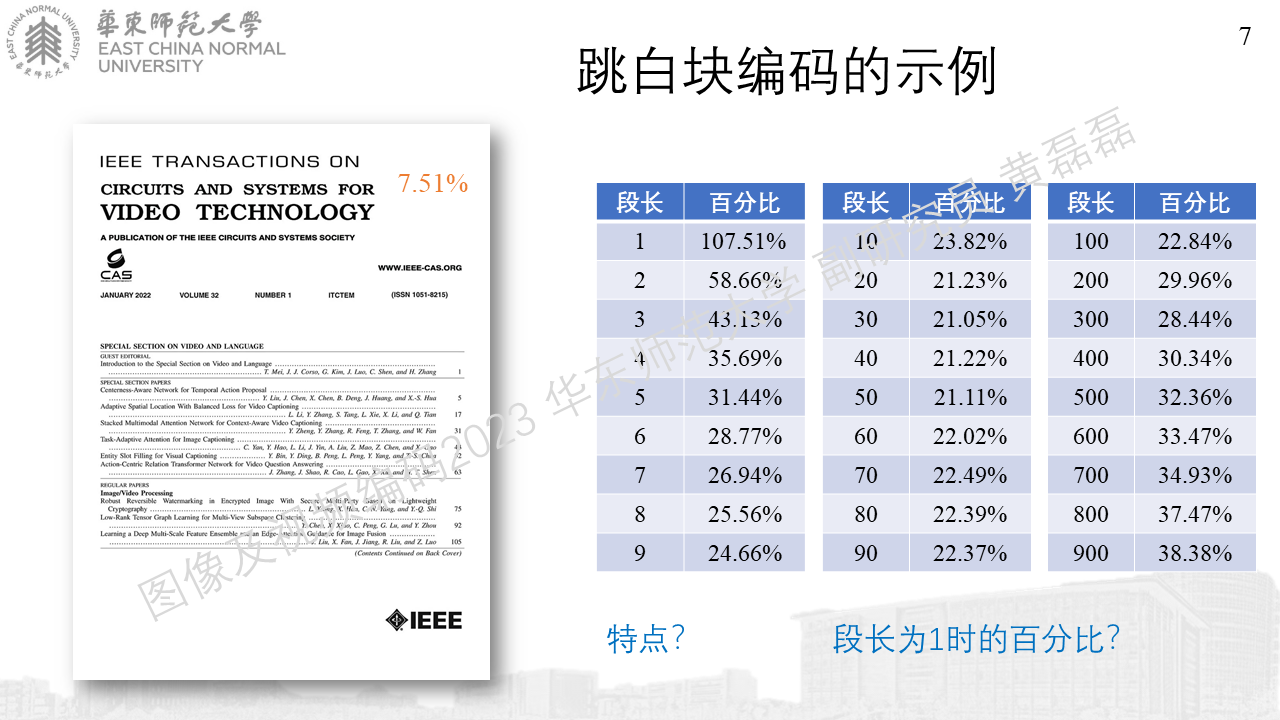 華東師范大學
EAST CHINA NORMAL
UNIVERSITY
EAST CHINA NORMAL UNIVERSITY
華東师范大学
7
跳白块编码的示例
IEEE TRANSACTIONS ON
CIRCUITS AND SYSTEMS FOR
VIDEO TECHNOLOGY
7.51%
A PUBLICATION OF THE IEEE CIRCUITS AND SYSTEMS SOCIETY
CAS
WWW.IEEE-CAS.ORG
JANUARY 2022 VOLUME 32 NUMBER 1 ITCTEM (ISSN 1051-8215)
SPECIAL SECTION ON VIDEO AND LANGUAGE
GUEST EDITORIAL
Introduction to the Special Section on Video and Language
T. Mei, J. J. Corso, G. Kim, J. Luo, C. Shen, and H. Zhang 1
SPECIAL SECTION PAPERS
Centerness-Aware Network for Temporal Action Proposal
Y. Liu, J. Chen, X. Chen, B. Deng, J. Huang, and X.-S. Hua 5
Adaptive Spatial Location With Balanced Loss for Video Captioning
L. Li, Y. Zhang, S. Tang, L. Xie, X. Li, and Q. Tian 17
Stacked Multimodal Attention Network for Context-Aware Video Captioning
Y. Zheng, Y. Zhang, R. Feng, T. Zhang, and W. Fan 31
Task-Adaptive Attention for Image Captioning
C. Yan, Y. Hao, L. Li, J. Yin, A. Liu, Z. Mao, Z. Chen, and X. Gao 43
Entity Slot Filling for Visual Captioning Y. Bin, Y. Ding, B. Peng, L. Peng, Y. Yang, and T.-S. Chua 52
Action-Centric Relation Transformer Network for Video Question Answering
J. Zhang, J. Shao, R. Cao, L. Gao, X. Xu, and H. T. Shen 63
REGULAR PAPERS
Image/Video Processing
Robust Reversible Watermarking in Encrypted Image With Secure Multi-Party Based on Lightweight
Cryptography L. Xiong, X. Han, C.-N. Yang, and Y.-Q. Shi 75
Low-Rank Tensor Graph Learning for Multi-View Subspace Clustering
Y. Chen, X. Xiao, C. Peng, G. Lu, and Y. Zhou 92
Learning a Deep Multi-Scale Feature Ensemble and an Edge-Attention Guidance for Image Fusion
J. Liu, X. Fan, J. Jiang, R. Liu, and Z. Luo 105
(Contents Continued on Back Cover)
IEEE
段长 百分比 段长 百分比 段长 百分比
1 107.51% 10 23.82% 100 22.84%
2 58.66% 20 21.23% 200 29.96%
3 43.13% 30 21.05% 300 28.44%
4 35.69% 40 21.22% 400 30.34%
5 31.44% 50 21.11% 500 32.36%
6 28.77% 60 22.02% 600 33.47%
7 26.94% 70 22.49% 700 34.93%
8 25.56% 80 22.39% 800 37.47%
9 24.66% 90 22.37% 900 38.38%
特点？ 段长为1时的百分比？
图像及视频编码2023 华东师范大学 副研究员 黄磊磊